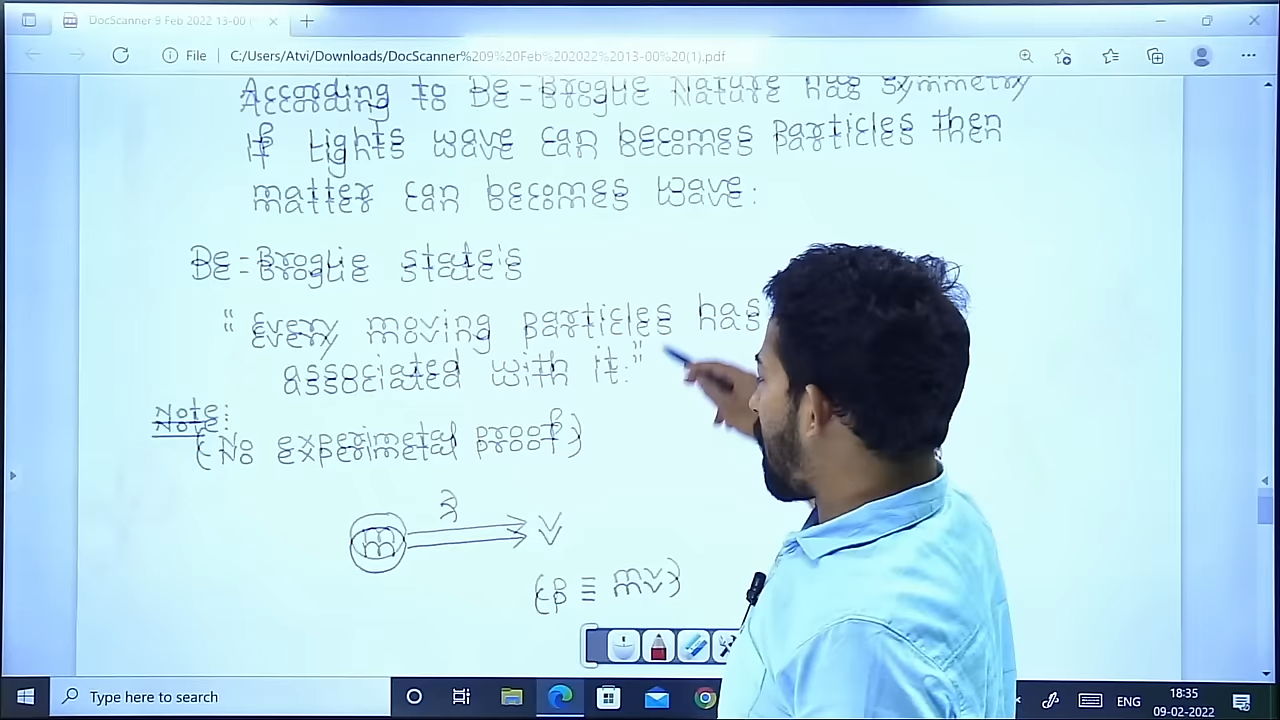 DocScanner 9 Feb 2022 13-00
File C:/Users/Atvi/Downloads/DocScanner%209%20Feb%202022%2013-00%20(1).pdf
According to De-Broglie Nature has symmetry
If Lights wave can becomes Particles then
matter can becomes wave.
De-Broglie state's
"Every moving particles has
associated with it."
Note:
(No experimetal proof)
m
V
(p = mv)
Type here to search
ENG
18:35
09-02-2022